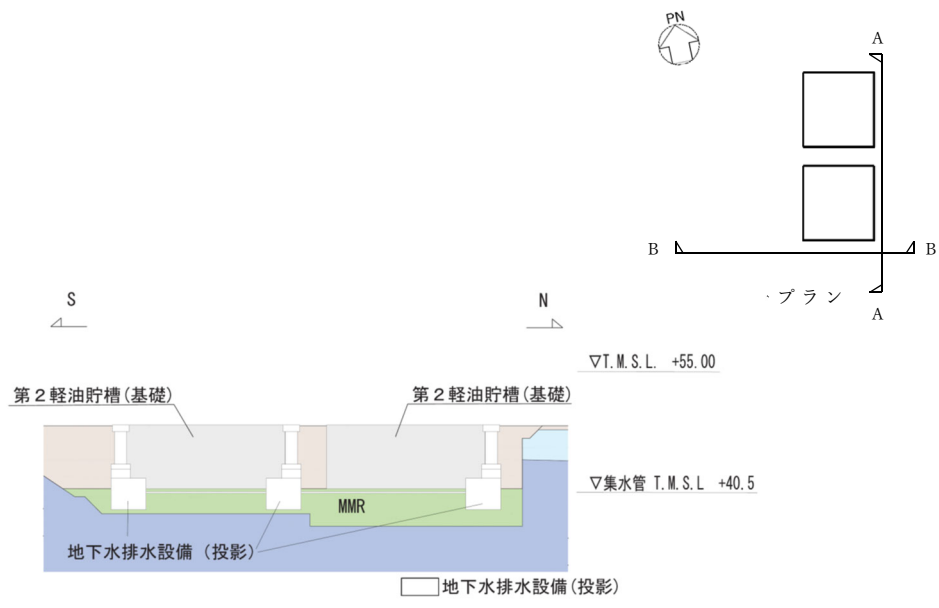 PN
A
B
B
プラン
A
S
N
▽T.M.S.L. +55.00
第2軽油貯槽(基礎)
第2軽油貯槽(基礎)
▽集水管 T.M.S.L +40.5
MMR
地下水排水設備(投影)
地下水排水設備(投影)